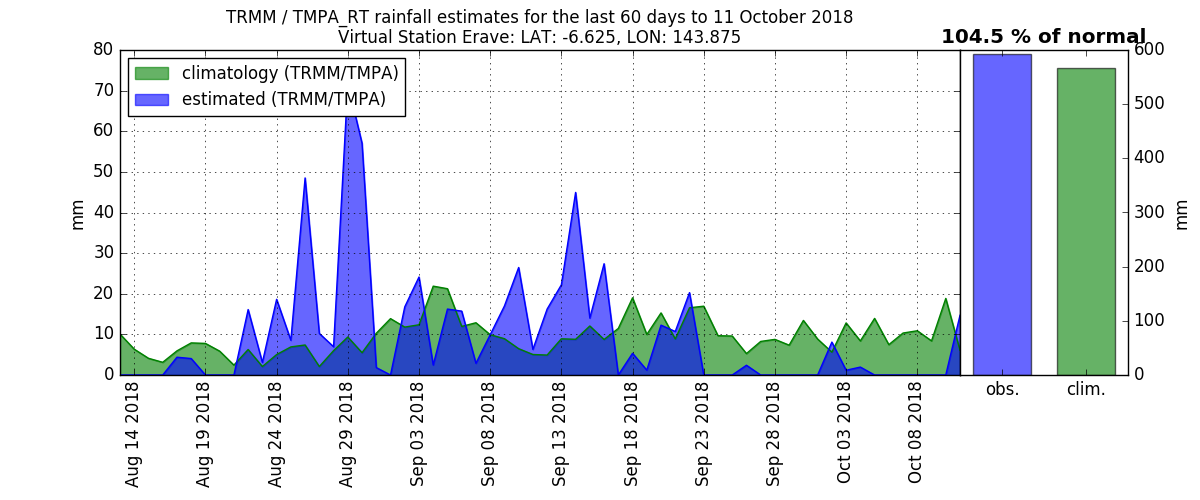 TRMM / TMPA_RT rainfall estimates for the last 60 days to 11 October 2018
Virtual Station Erave: LAT: -6.625, LON: 143.875
104.5 % of normal
climatology (TRMM/TMPA)
estimated (TRMM/TMPA)
mm
80
70
60
50
40
30
20
10
0
Aug 14 2018
Aug 19 2018
Aug 24 2018
Aug 29 2018
Sep 03 2018
Sep 08 2018
Sep 13 2018
Sep 18 2018
Sep 23 2018
Sep 28 2018
Oct 03 2018
Oct 08 2018
600
500
400
300
200
100
0
mm
obs.
clim.